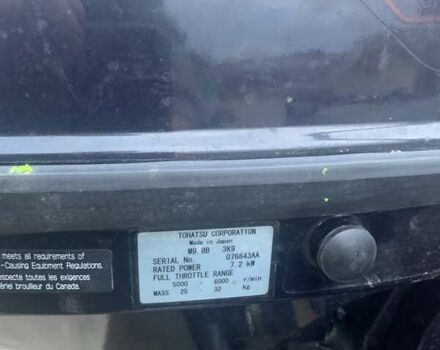 TOHATSU CORPORATION
Made in Japan
M9.8B 3K9
SERIAL No. 076843AA
RATED POWER 7.2 kW
FULL THROTTLE RANGE
5000 - 6000 r/min
MASS 25 - 32 kg
meets all requirements of
-Causing Equipment Regulations.
especte toutes les exigences
ériel brouilleur du Canada.